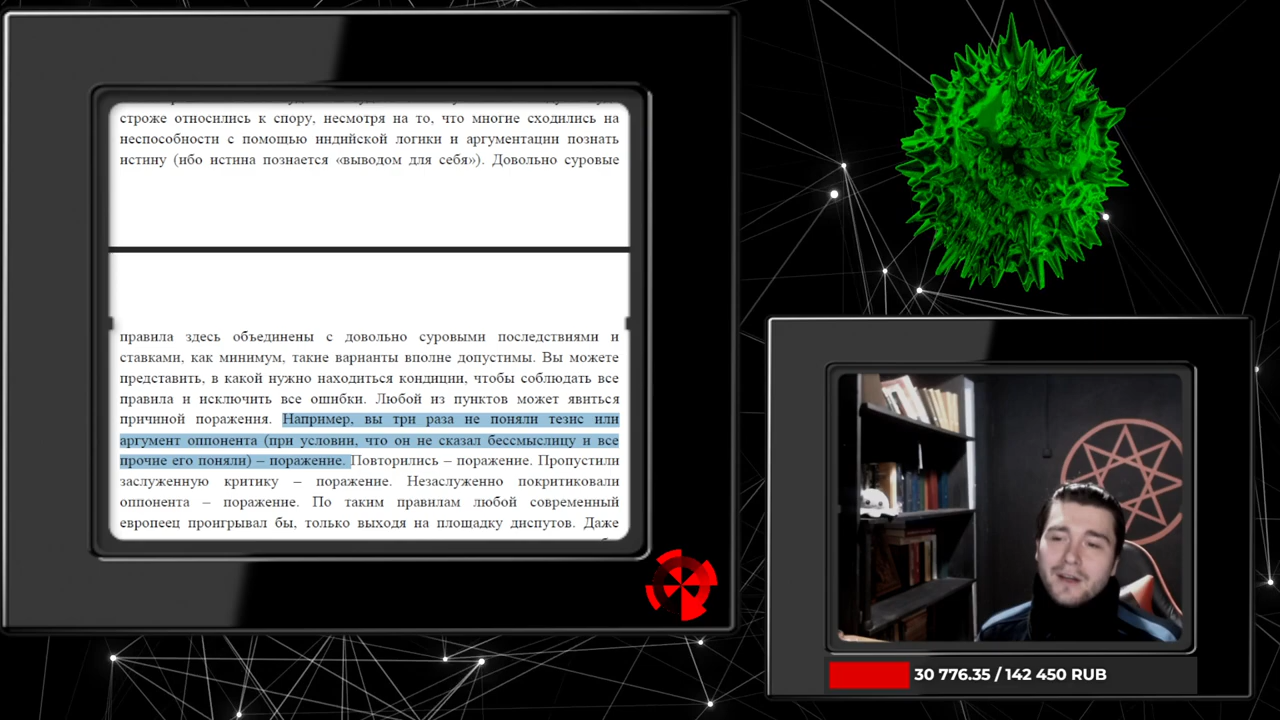 строже относились к спору, несмотря на то, что многие сходились на
неспособности с помощью индийской логики и аргументации познать
истину (ибо истина познается «выводом для себя»). Довольно суровые
правила здесь объединены с довольно суровыми последствиями и
ставками, как минимум, такие варианты вполне допустимы. Вы можете
представить, в какой нужно находиться кондиции, чтобы соблюдать все
правила и исключить все ошибки. Любой из пунктов может явиться
причиной поражения. Например, вы три раза не поняли тезис или
аргумент оппонента (при условии, что он не сказал бессмыслицу и все
прочие его поняли) – поражение. Повторились – поражение. Пропустили
заслуженную критику – поражение. Незаслуженно покритиковали
оппонента – поражение. По таким правилам любой современный
европеец проигрывал бы, только выходя на площадку диспутов. Даже
30 776.35 / 142 450 RUB